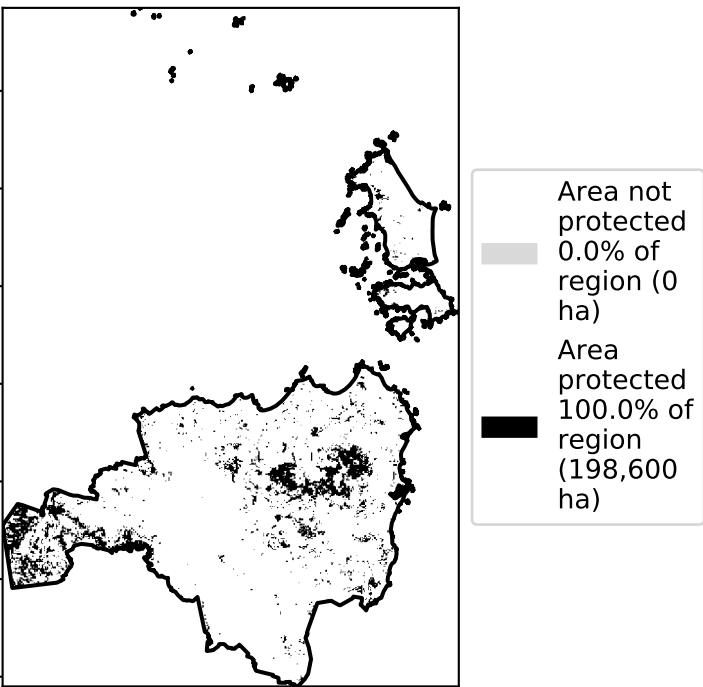 Area not
protected
0.0% of
region (0
ha)
Area
protected
100.0% of
region
(198,600
ha)